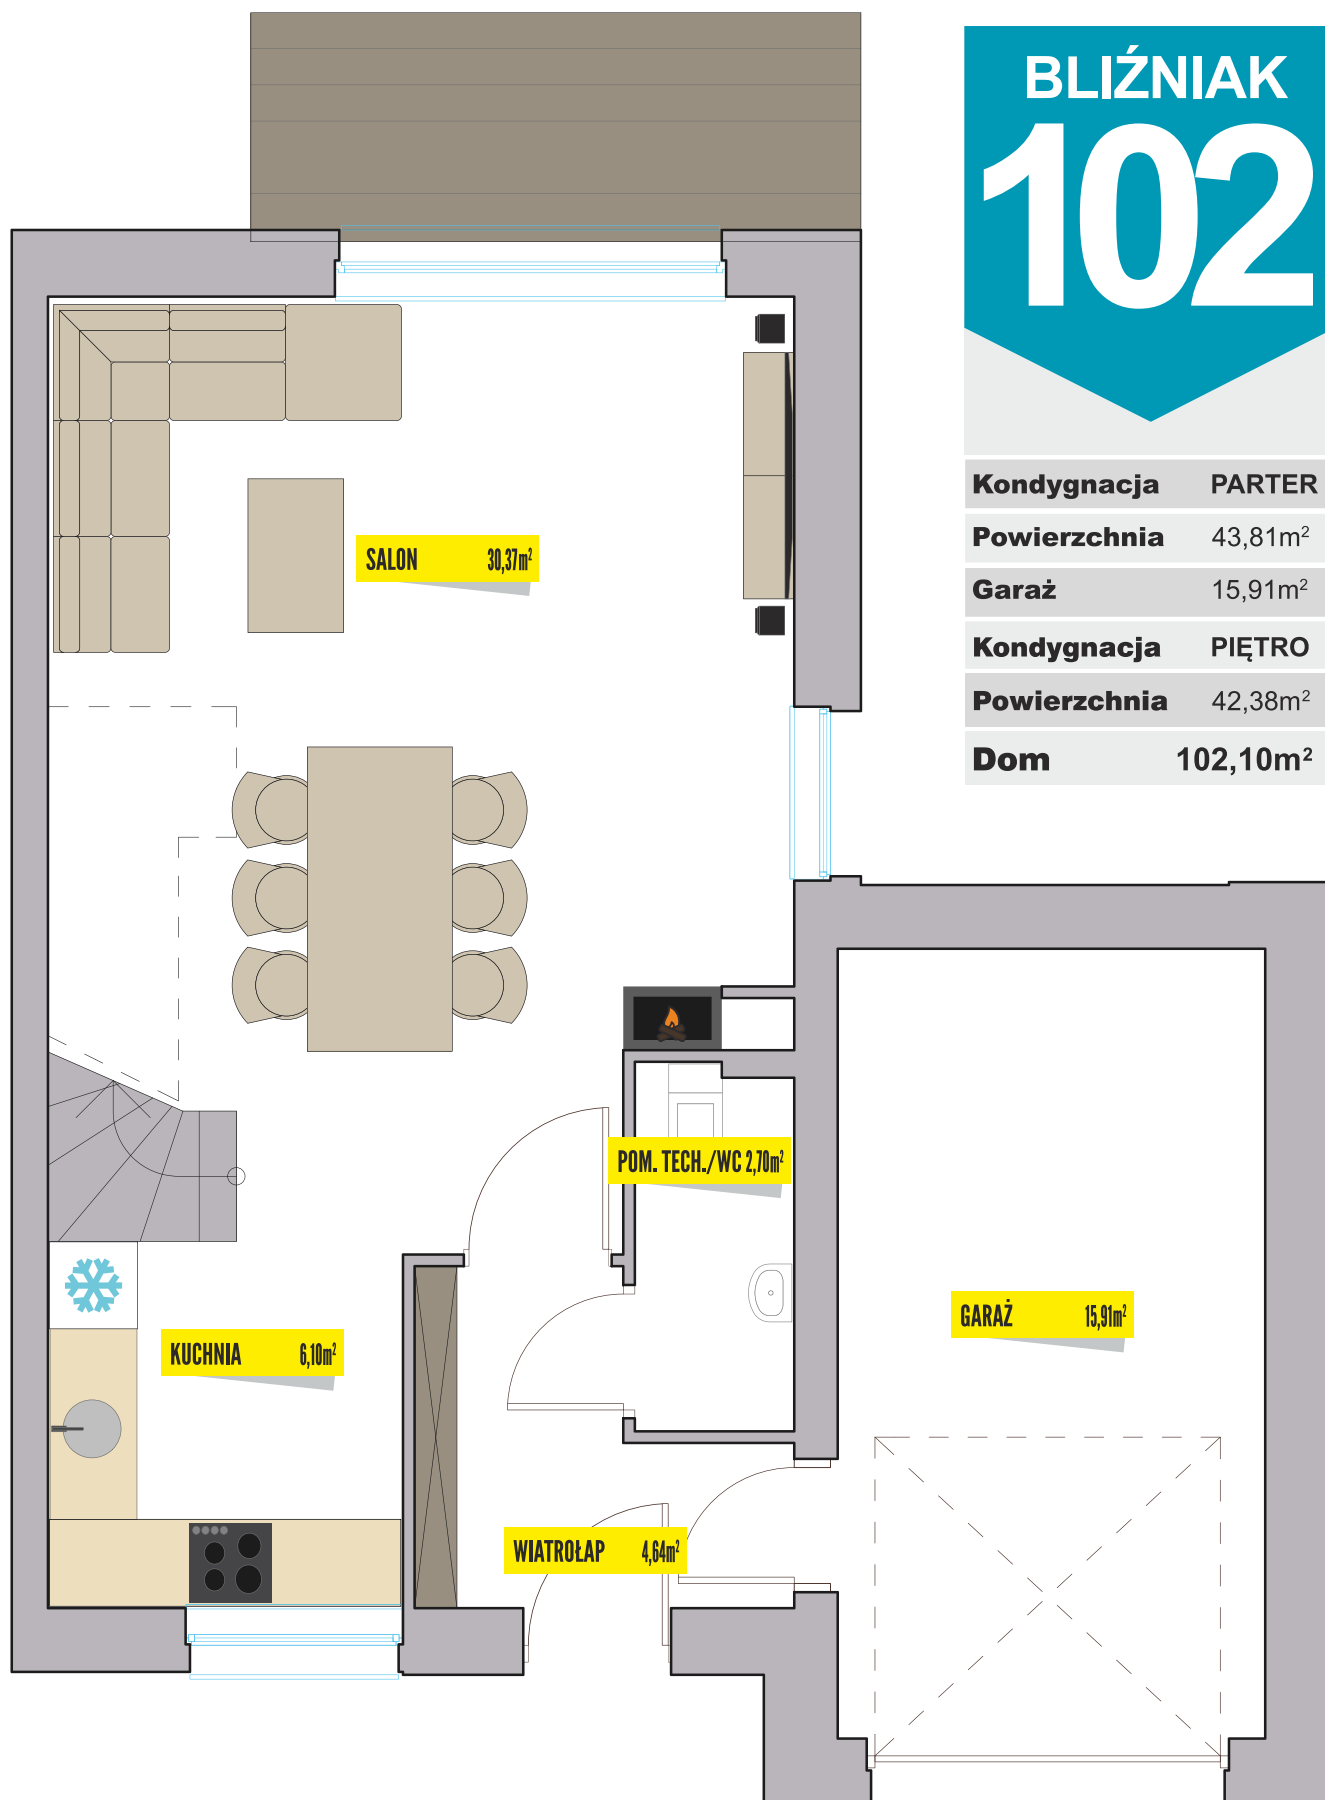 BLIŹNIAK
102
Kondygnacja PARTER
Powierzchnia 43,81m²
Garaż 15,91m²
Kondygnacja PIĘTRO
Powierzchnia 42,38m²
Dom 102,10m²
SALON 30,37m²
POM. TECH./WC 2,70m²
GARAŻ 15,91m²
KUCHNIA 6,10m²
WIATROŁAP 4,64m²